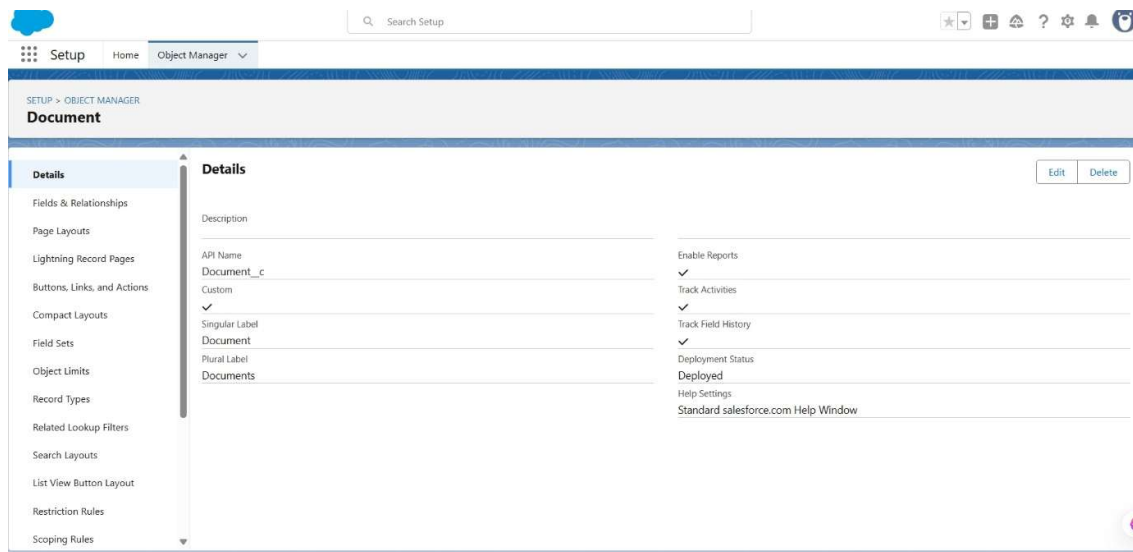 Search Setup
Setup
Home
Object Manager
SETUP > OBJECT MANAGER
Document
Details
Fields & Relationships
Page Layouts
Lightning Record Pages
Buttons, Links, and Actions
Compact Layouts
Field Sets
Object Limits
Record Types
Related Lookup Filters
Search Layouts
List View Button Layout
Restriction Rules
Scoping Rules
Details
Edit
Delete
Description
API Name
Document__c
Custom
Singular Label
Document
Plural Label
Documents
Enable Reports
Track Activities
Track Field History
Deployment Status
Deployed
Help Settings
Standard salesforce.com Help Window